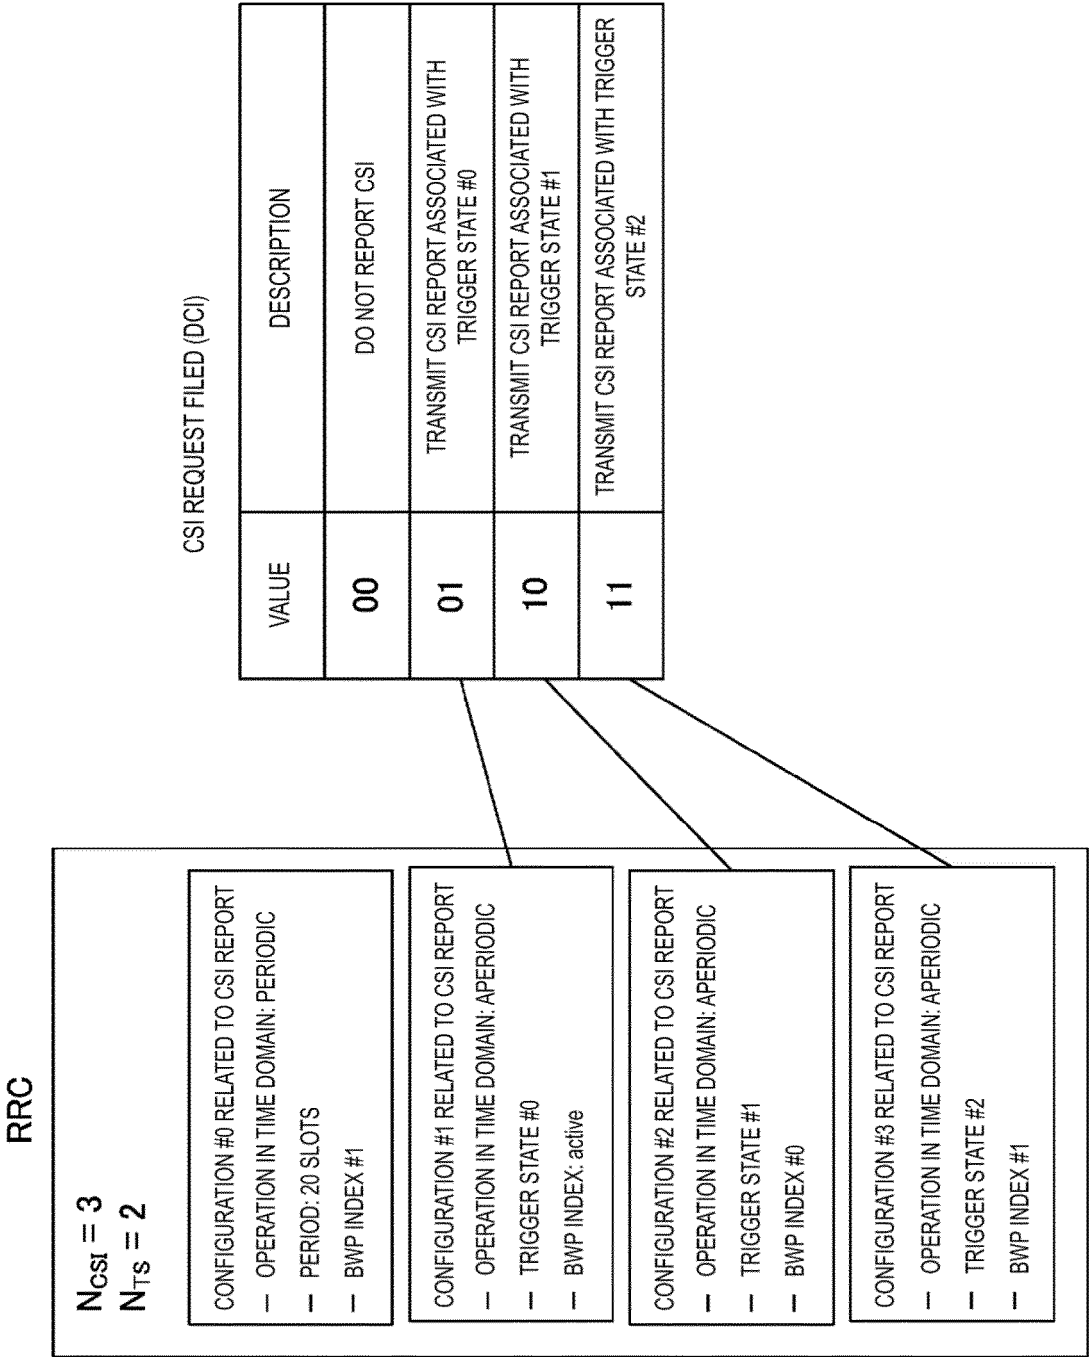 RRC
NCSI = 3
NTS = 2
CONFIGURATION #0 RELATED TO CSI REPORT
— OPERATION IN TIME DOMAIN: PERIODIC
— PERIOD: 20 SLOTS
— BWP INDEX #1
CONFIGURATION #1 RELATED TO CSI REPORT
— OPERATION IN TIME DOMAIN: APERIODIC
— TRIGGER STATE #0
— BWP INDEX: active
CONFIGURATION #2 RELATED TO CSI REPORT
— OPERATION IN TIME DOMAIN: APERIODIC
— TRIGGER STATE #1
— BWP INDEX #0
CONFIGURATION #3 RELATED TO CSI REPORT
— OPERATION IN TIME DOMAIN: APERIODIC
— TRIGGER STATE #2
— BWP INDEX #1
CSI REQUEST FILED (DCI)
VALUE DESCRIPTION
00 DO NOT REPORT CSI
01 TRANSMIT CSI REPORT ASSOCIATED WITH
TRIGGER STATE #0
10 TRANSMIT CSI REPORT ASSOCIATED WITH
TRIGGER STATE #1
11 TRANSMIT CSI REPORT ASSOCIATED WITH TRIGGER
STATE #2